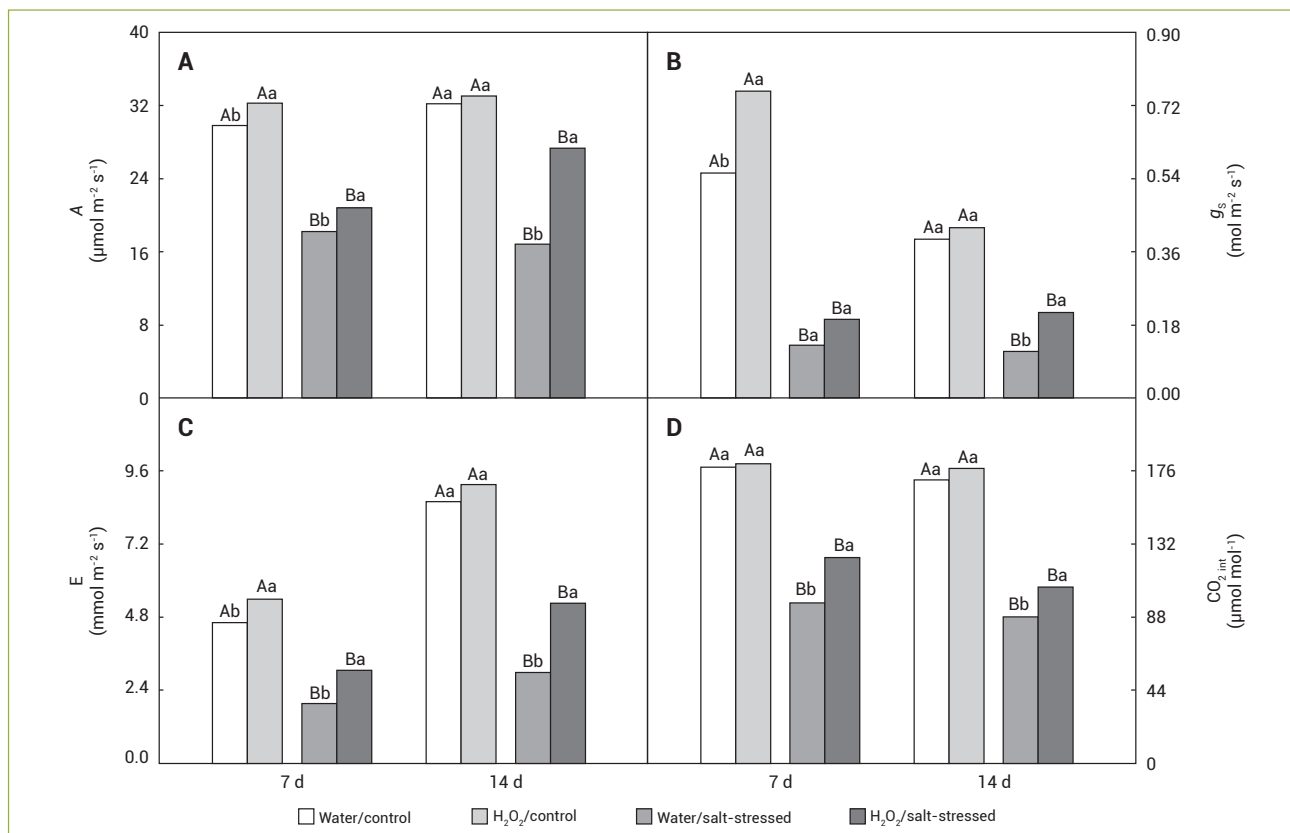 A
40
32
24
16
8
0
A
(μmol m⁻² s⁻¹)
Ab Aa Bb Ba Aa Aa Bb Ba
B
0.90
0.72
0.54
0.36
0.18
0.00
gₛ
(mol m⁻² s⁻¹)
Ab Aa Ba Ba Aa Aa Bb Ba
C
9.6
7.2
4.8
2.4
0.0
E
(mmol m⁻² s⁻¹)
Ab Aa Bb Ba Aa Aa Bb Ba
7 d 14 d
D
176
132
88
44
0
CO₂ ᵢₙₜ
(μmol mol⁻¹)
Aa Aa Bb Ba Aa Aa Bb Ba
7 d 14 d
Water/control H₂O₂/control Water/salt-stressed H₂O₂/salt-stressed